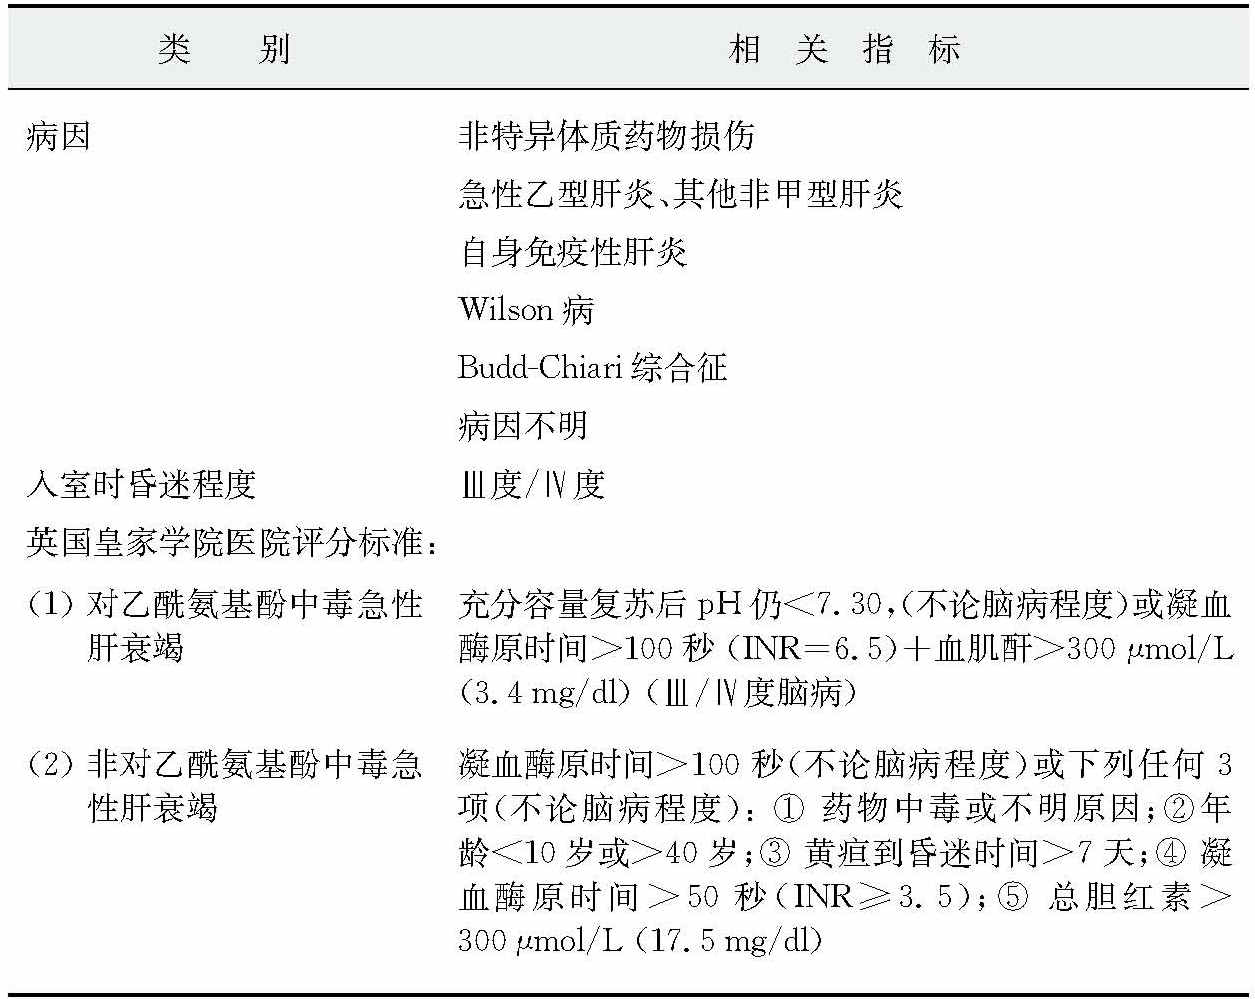 类 别 相 关 指 标
病因 非特异体质药物损伤
急性乙型肝炎、其他非甲型肝炎
自身免疫性肝炎
Wilson 病
Budd-Chiari 综合征
病因不明
入室时昏迷程度 Ⅲ度/Ⅳ度
英国皇家学院医院评分标准：
(1) 对乙酰氨基酚中毒急性 充分容量复苏后 pH 仍<7.30,(不论脑病程度)或凝血
肝衰竭 酶原时间>100 秒 (INR=6.5)+血肌酐>300 μmol/L
(3.4 mg/dl) (Ⅲ/Ⅳ度脑病)
(2) 非对乙酰氨基酚中毒急 凝血酶原时间>100 秒(不论脑病程度)或下列任何 3
性肝衰竭 项(不论脑病程度)：① 药物中毒或不明原因;②年
龄<10 岁或>40 岁;③ 黄疸到昏迷时间>7 天;④ 凝
血酶原时间>50 秒(INR≥3.5);⑤ 总胆红素>
300 μmol/L (17.5 mg/dl)